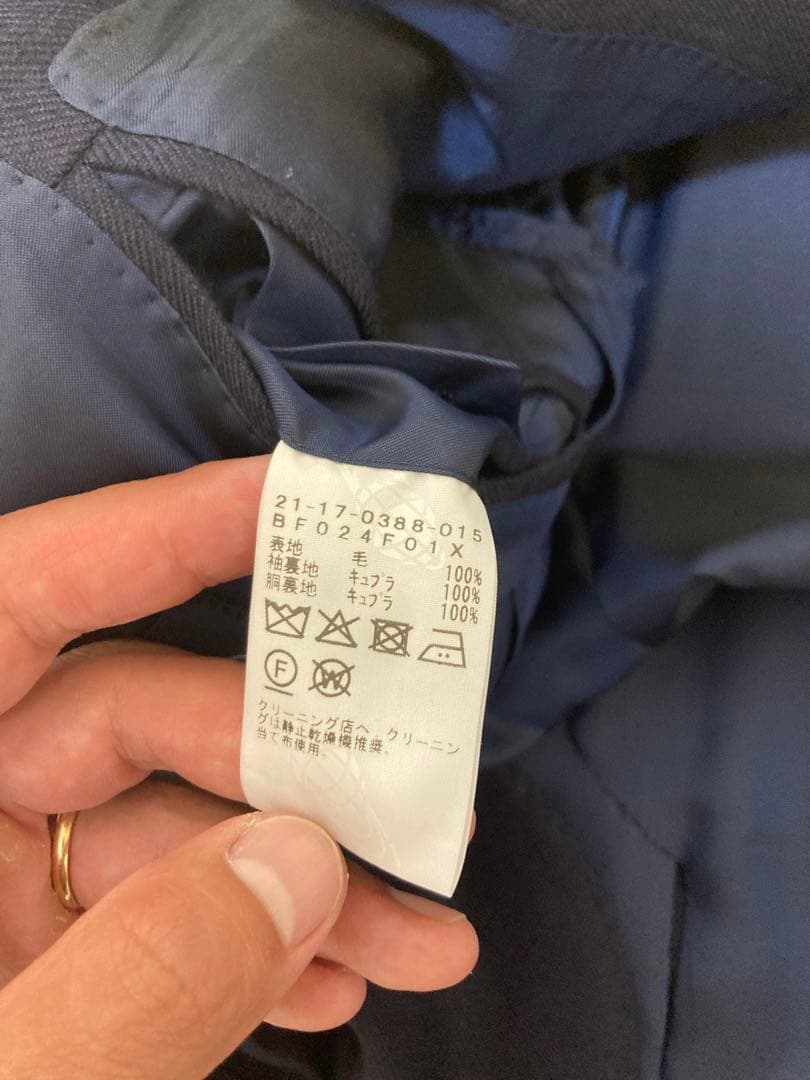 21-17-0388-015
BF024F01X
表地 毛 100%
袖裏地 キュプラ 100%
胴裏地 キュプラ 100%
F W
クリーニング店へ。クリーニン
グは静止乾燥機推奨。
当て布使用。